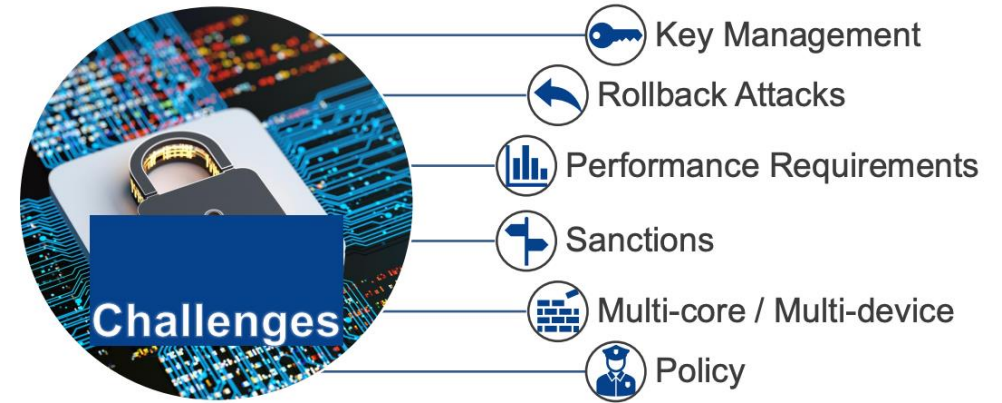 Key Management
Rollback Attacks
Performance Requirements
Sanctions
Multi-core / Multi-device
Policy
Challenges